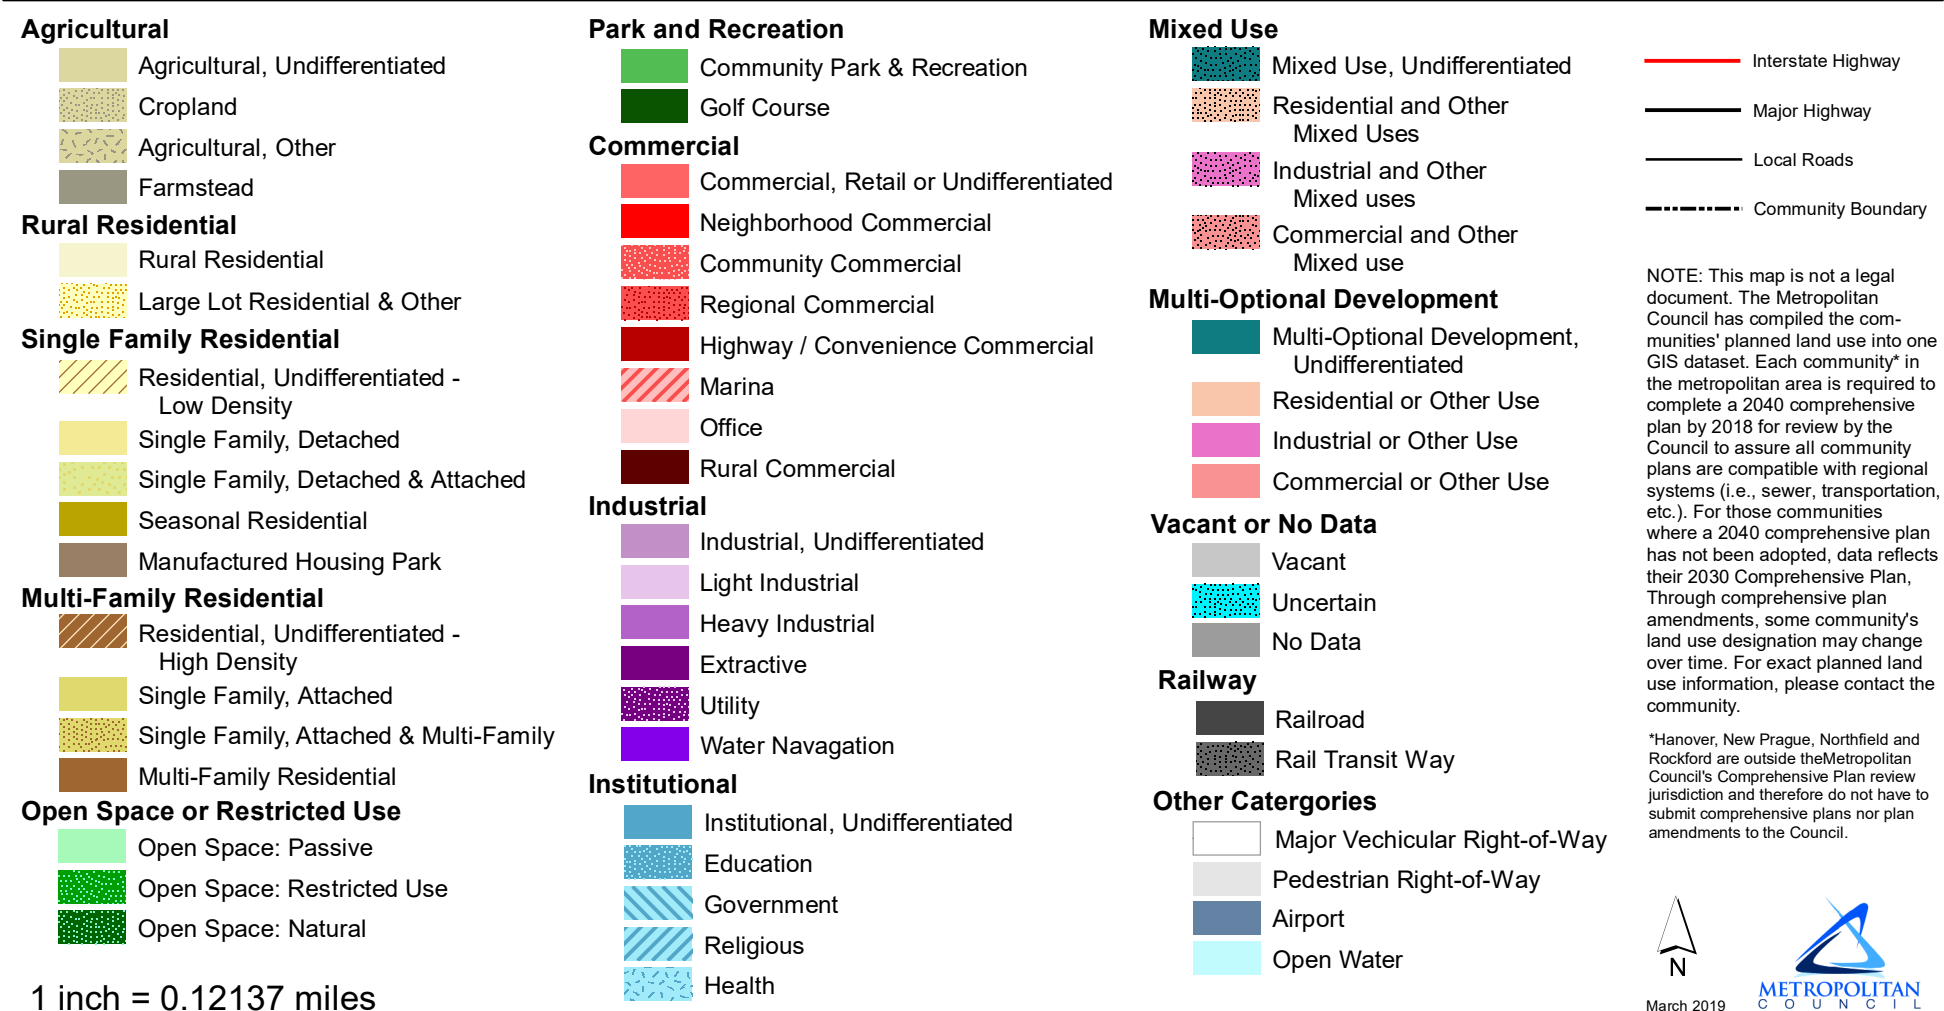 Agricultural
Agricultural, Undifferentiated
Cropland
Agricultural, Other
Farmstead
Rural Residential
Rural Residential
Large Lot Residential & Other
Single Family Residential
Residential, Undifferentiated -
Low Density
Single Family, Detached
Single Family, Detached & Attached
Seasonal Residential
Manufactured Housing Park
Multi-Family Residential
Residential, Undifferentiated -
High Density
Single Family, Attached
Single Family, Attached & Multi-Family
Multi-Family Residential
Open Space or Restricted Use
Open Space: Passive
Open Space: Restricted Use
Open Space: Natural
1 inch = 0.12137 miles
Park and Recreation
Community Park & Recreation
Golf Course
Commercial
Commercial, Retail or Undifferentiated
Neighborhood Commercial
Community Commercial
Regional Commercial
Highway / Convenience Commercial
Marina
Office
Rural Commercial
Industrial
Industrial, Undifferentiated
Light Industrial
Heavy Industrial
Extractive
Utility
Water Navagation
Institutional
Institutional, Undifferentiated
Education
Government
Religious
Health
Mixed Use
Mixed Use, Undifferentiated
Residential and Other
Mixed Uses
Industrial and Other
Mixed uses
Commercial and Other
Mixed use
Multi-Optional Development
Multi-Optional Development,
Undifferentiated
Residential or Other Use
Industrial or Other Use
Commercial or Other Use
Vacant or No Data
Vacant
Uncertain
No Data
Railway
Railroad
Rail Transit Way
Other Catergories
Major Vechicular Right-of-Way
Pedestrian Right-of-Way
Airport
Open Water
Interstate Highway
Major Highway
Local Roads
Community Boundary
NOTE: This map is not a legal
document. The Metropolitan
Council has compiled the com-
munities' planned land use into one
GIS dataset. Each community* in
the metropolitan area is required to
complete a 2040 comprehensive
plan by 2018 for review by the
Council to assure all community
plans are compatible with regional
systems (i.e., sewer, transportation,
etc.). For those communities
where a 2040 comprehensive plan
has not been adopted, data reflects
their 2030 Comprehensive Plan,
Through comprehensive plan
amendments, some community's
land use designation may change
over time. For exact planned land
use information, please contact the
community.
*Hanover, New Prague, Northfield and
Rockford are outside theMetropolitan
Council's Comprehensive Plan review
jurisdiction and therefore do not have to
submit comprehensive plans nor plan
amendments to the Council.
N
March 2019
METROPOLITAN
COUNCIL